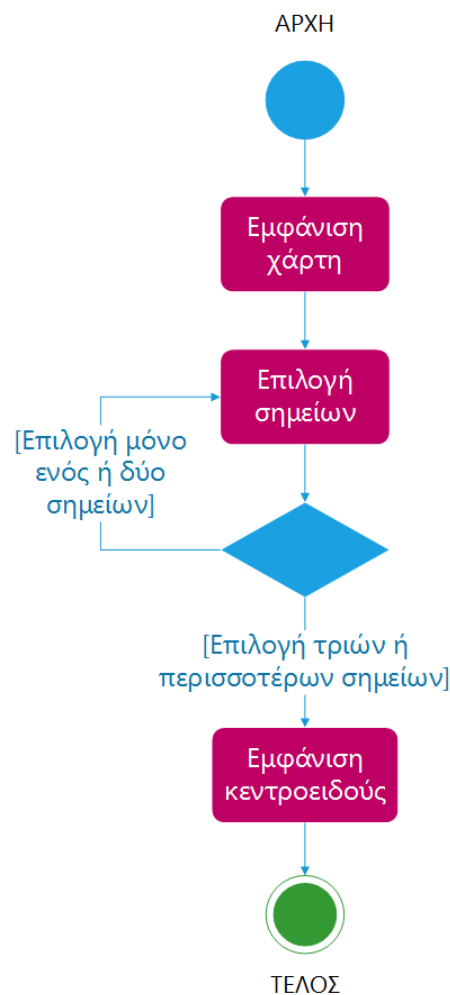 ΑΡΧΗ
Εμφάνιση
χάρτη
Επιλογή
σημείων
[Επιλογή μόνο
ενός ή δύο
σημείων]
[Επιλογή τριών ή
περισσοτέρων σημείων]
Εμφάνιση
κεντροειδούς
ΤΕΛΟΣ